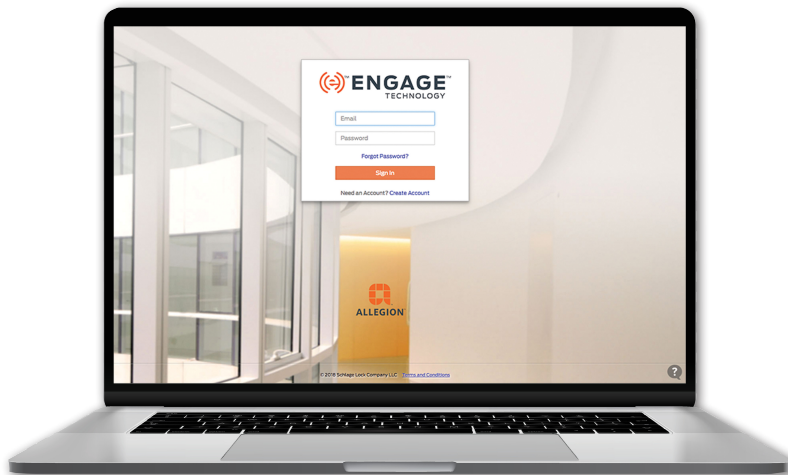 ENGAGE™
TECHNOLOGY
Email
Password
Forgot Password?
Sign In
Need an Account? Create Account
ALLEGION
© 2018 Schlage Lock Company LLC Terms and Conditions
?